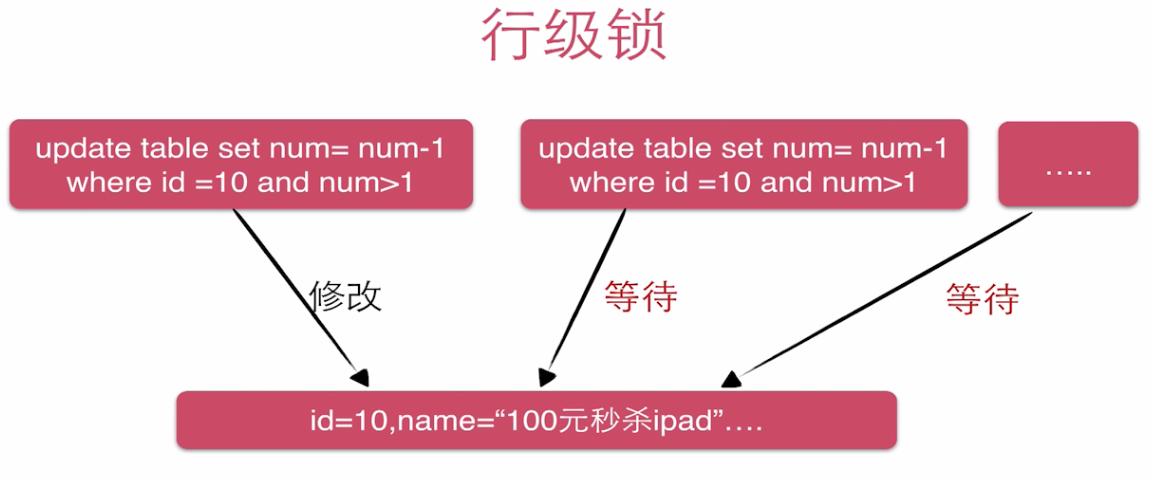 行级锁
update table set num= num-1
where id =10 and num>1
update table set num= num-1
where id =10 and num>1
.....
修改
等待
等待
id=10,name=“100元秒杀ipad”....